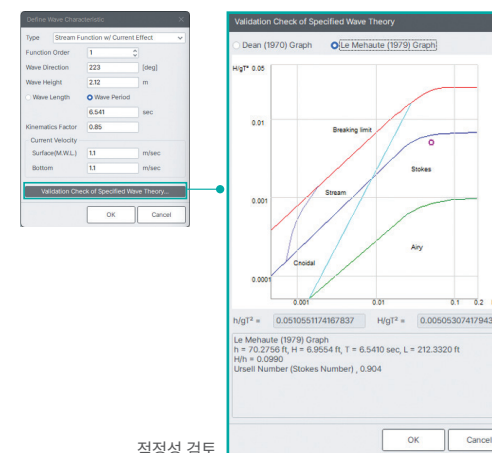 Define Wave Characteristic
Type Stream Function w/ Current Effect
Function Order 1
Wave Direction 223 [deg]
Wave Height 2.12 m
Wave Length Wave Period
6.541 sec
Kinematics Factor 0.85
Current Velocity
Surface(M.W.L.) 1.1 m/sec
Bottom 1.1 m/sec
Validation Check of Specified Wave Theory...
OK Cancel
Validation Check of Specified Wave Theory
Dean (1970) Graph Le Mehaute (1979) Graph
H/gT² 0.05
0.01
0.001
0.0001
Breaking limit
Stokes
Stream
Airy
Cnoidal
0.001 0.01 0.1 0.2
h/gT² = 0.0510551174167837 H/gT² = 0.00505307417943
Le Mehaute (1979) Graph
h = 70.2756 ft, H = 6.9554 ft, T = 6.5410 sec, L = 212.3320 ft
H/h = 0.0990
Ursell Number (Stokes Number) , 0.904
OK Cancel
적정성 검토